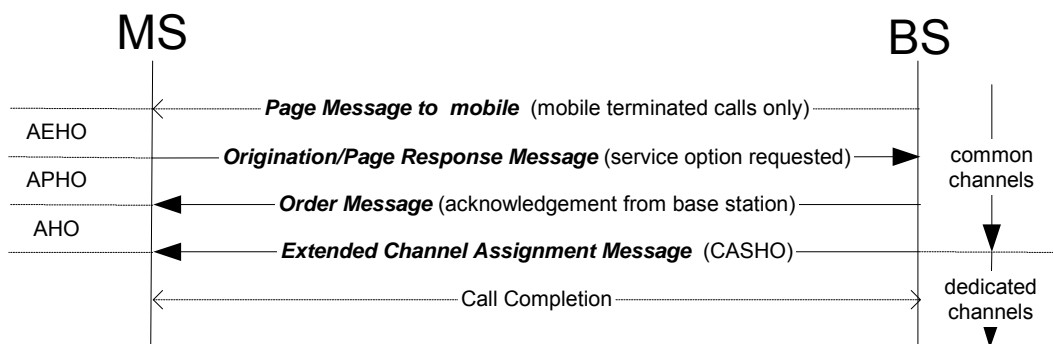 MS
BS
Page Message to mobile (mobile terminated calls only)
AEHO
Origination/Page Response Message (service option requested)
common
channels
APHO
Order Message (acknowledgement from base station)
AHO
Extended Channel Assignment Message (CASHO)
Call Completion
dedicated
channels